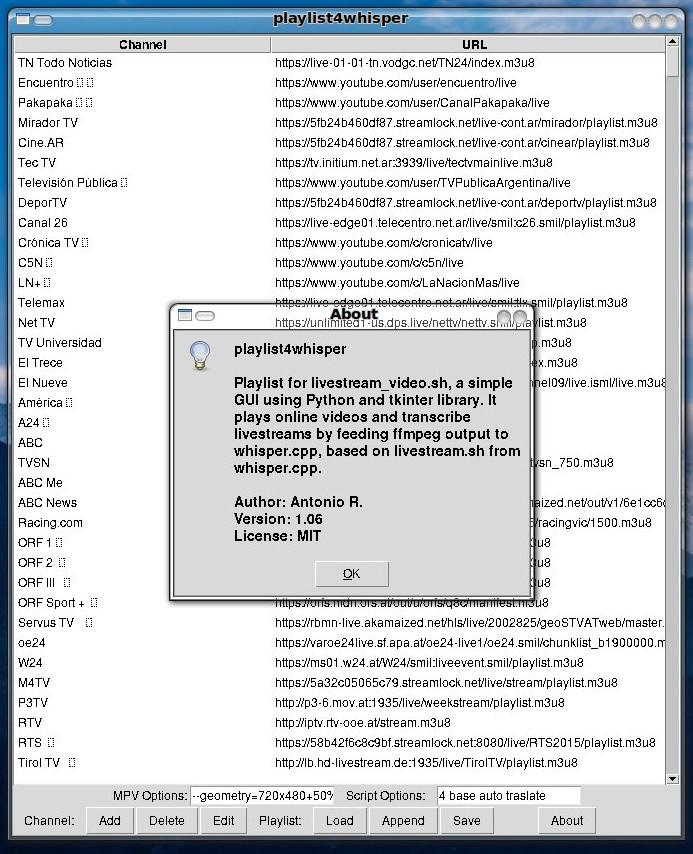 playlist4whisper
Channel URL
TN Todo Noticias https://live-01-01-tn.vodgc.net/TN24/index.m3u8
Encuentro https://www.youtube.com/user/encuentro/live
Pakapaka https://www.youtube.com/user/CanalPakapaka/live
Mirador TV https://5fb24b460df87.streamlock.net/live-cont.ar/mirador/playlist.m3u8
Cine.AR https://5fb24b460df87.streamlock.net/live-cont.ar/cinear/playlist.m3u8
Tec TV https://tv.initium.net.ar:3939/live/tectvmainlive.m3u8
Televisión Pública https://www.youtube.com/user/TVPublicaArgentina/live
DeporTV https://5fb24b460df87.streamlock.net/live-cont.ar/deportv/playlist.m3u8
Canal 26 https://live-edge01.telecentro.net.ar/live/smil:c26.smil/playlist.m3u8
Crónica TV https://www.youtube.com/c/cronicatv/live
C5N https://www.youtube.com/c/c5n/live
LN+ https://www.youtube.com/c/LaNacionMas/live
Telemax https://live-edge01.telecentro.net.ar/live/smil:tlx.smil/playlist.m3u8
Net TV https://unlimited1-us.dps.live/nettv/nettv.smil/playlist.m3u8
TV Universidad p.m3u8
El Trece ex.m3u8
El Nueve nel09/live.isml/live.m3u8
América
A24
ABC
TVSN vsn_750.m3u8
ABC Me
ABC News maized.net/out/v1/6e1cc6c
Racing.com /racingvic/1500.m3u8
ORF 1 3u8
ORF 2 3u8
ORF III 3u8
ORF Sport + https://orfs.mdn.ors.at/out/u/orfs/q8c/manifest.m3u8
Servus TV https://rbmn-live.akamaized.net/hls/live/2002825/geoSTVATweb/master.
oe24 https://varoe24live.sf.apa.at/oe24-live1/oe24.smil/chunklist_b1900000.m
W24 https://ms01.w24.at/W24/smil:liveevent.smil/playlist.m3u8
M4TV https://5a32c05065c79.streamlock.net/live/stream/playlist.m3u8
P3TV http://p3-6.mov.at:1935/live/weekstream/playlist.m3u8
RTV http://iptv.rtv-ooe.at/stream.m3u8
RTS https://58b42f6c8c9bf.streamlock.net:8080/live/RTS2015/playlist.m3u8
Tirol TV http://lb.hd-livestream.de:1935/live/TirolTV/playlist.m3u8
About
playlist4whisper
Playlist for livestream_video.sh, a simple
GUI using Python and tkinter library. It
plays online videos and transcribe
livestreams by feeding ffmpeg output to
whisper.cpp, based on livestream.sh from
whisper.cpp.
Author: Antonio R.
Version: 1.06
License: MIT
OK
MPV Options: --geometry=720x480+50% Script Options: 4 base auto traslate
Channel: Add Delete Edit Playlist: Load Append Save About